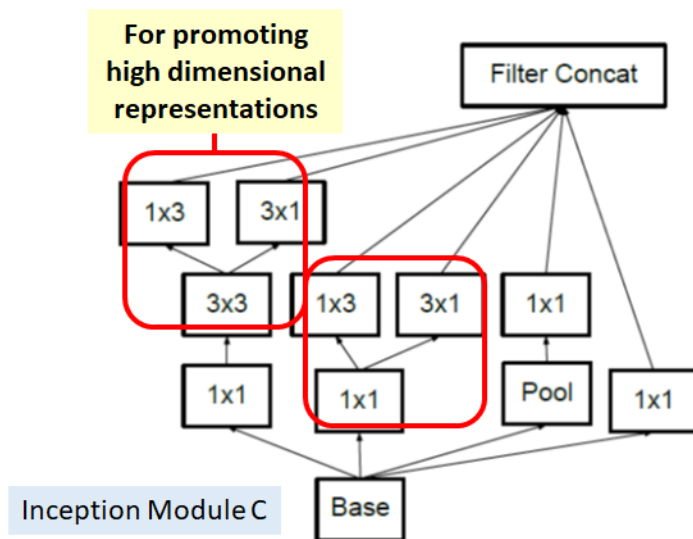 For promoting
high dimensional
representations
Filter Concat
1x3
3x1
3x3
1x3
3x1
1x1
1x1
1x1
Pool
1x1
Inception Module C
Base